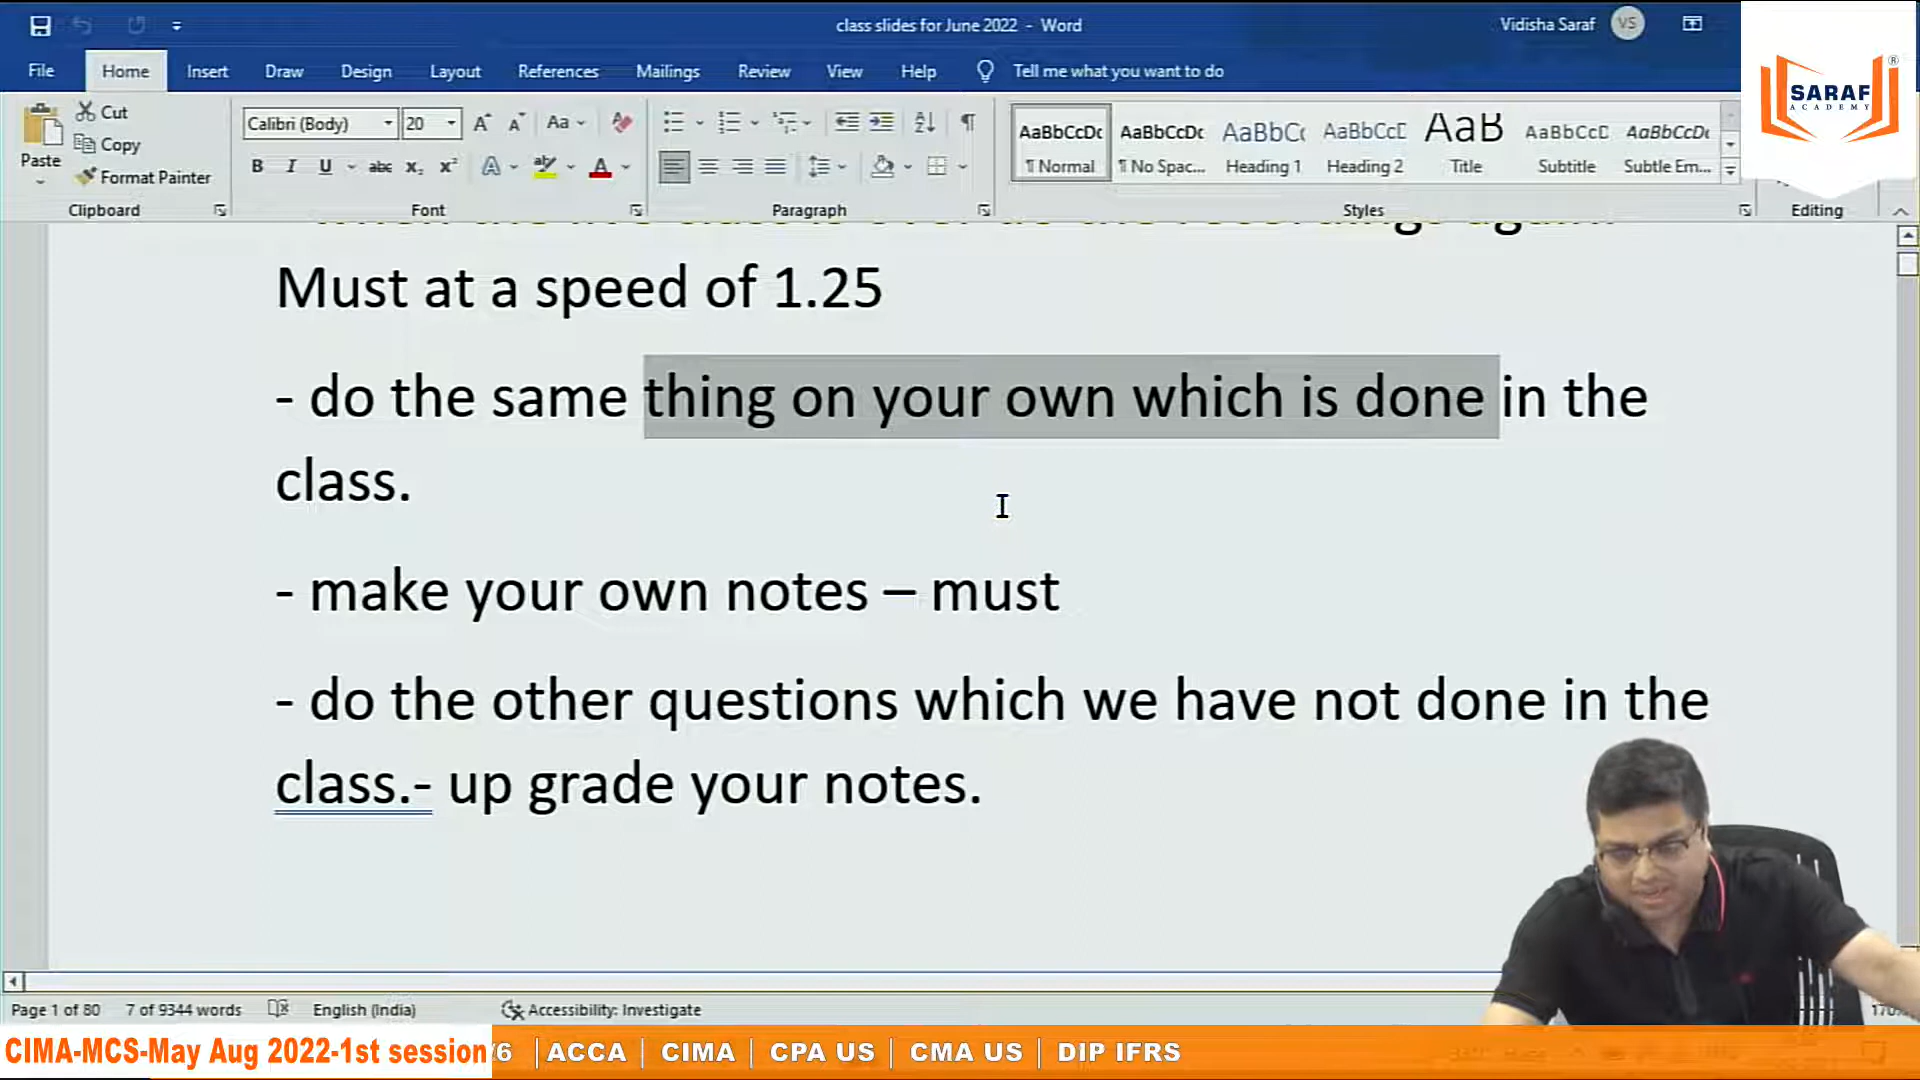 class slides for June 2022 - Word
Vidisha Saraf
VS
File Home Insert Draw Design Layout References Mailings Review View Help Tell me what you want to do
SARAF
ACADEMY
®
Paste
Cut
Copy
Format Painter
Clipboard
Calibri (Body) 20
Font
Paragraph
AaBbCcDc AaBbCcDc AaBbCc AaBbCcD AaB AaBbCcD AaBbCcDc
¶ Normal ¶ No Spac... Heading 1 Heading 2 Title Subtitle Subtle Em...
Styles
Editing
Must at a speed of 1.25
- do the same thing on your own which is done in the
class.
- make your own notes – must
- do the other questions which we have not done in the
class.- up grade your notes.
Page 1 of 80 7 of 9344 words English (India) Accessibility: Investigate
CIMA-MCS-May Aug 2022-1st session
/6 | ACCA | CIMA | CPA US | CMA US | DIP IFRS